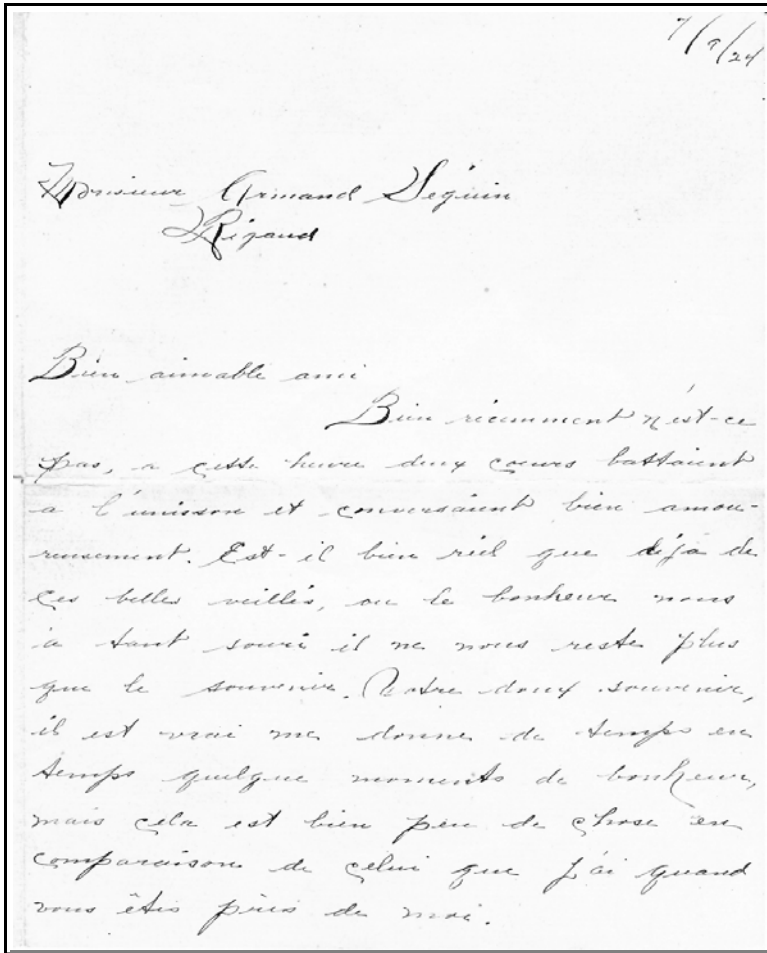 7/9/24
Monsieur Armand Séguin
Rigaud
Bien aimable ami
Bien récemment n'est-ce
pas, a cette heure deux coeurs battaient
a l'unisson et conversaient bien amou-
reusement. Est-il bien réel que déjà de
ces belles veillés, ou le bonheur nous
a tant souri il ne nous reste plus
que le souvenir. Votre doux souvenir,
il est vrai me donne de temps en
temps quelque moments de bonheur,
mais cela est bien peu de chose en
comparaison de celui que j'ai quand
vous êtes près de moi.